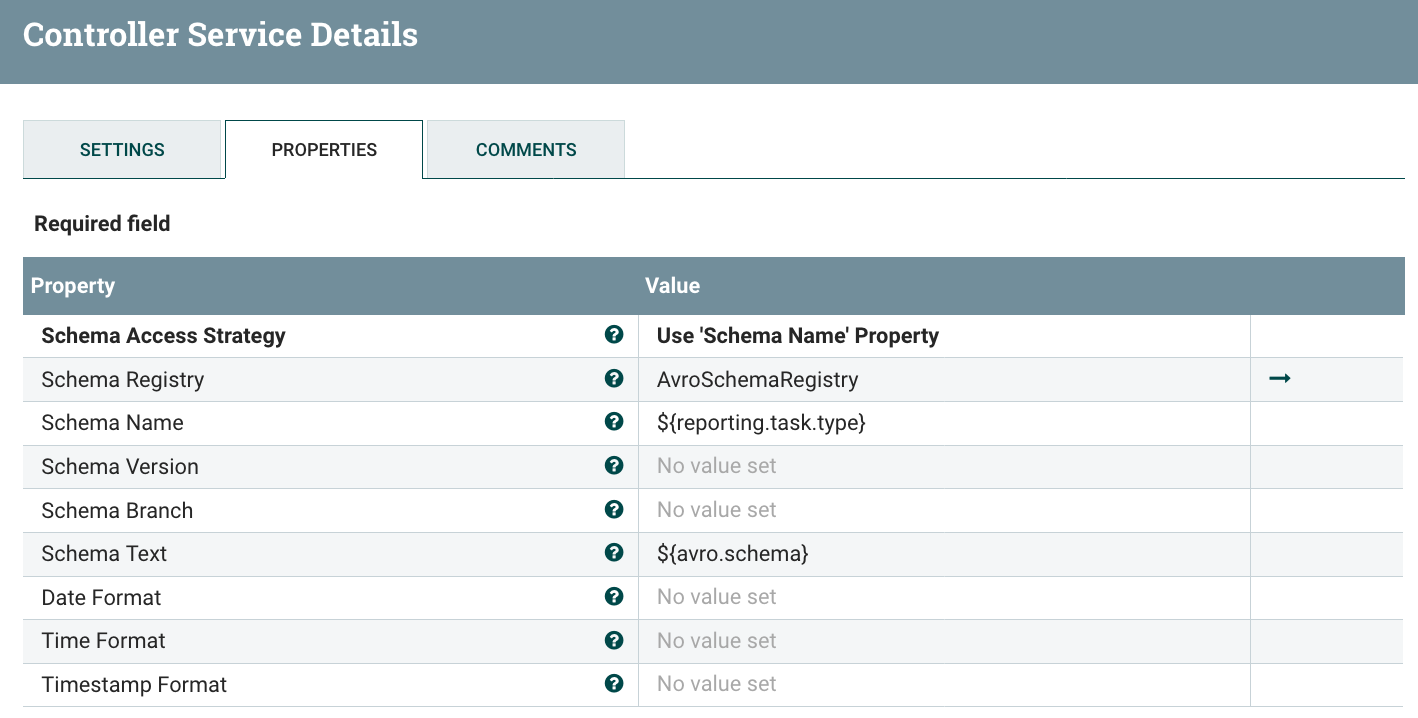 Controller Service Details
SETTINGS PROPERTIES COMMENTS
Required field
Property Value
Schema Access Strategy Use 'Schema Name' Property
Schema Registry AvroSchemaRegistry
Schema Name ${reporting.task.type}
Schema Version No value set
Schema Branch No value set
Schema Text ${avro.schema}
Date Format No value set
Time Format No value set
Timestamp Format No value set